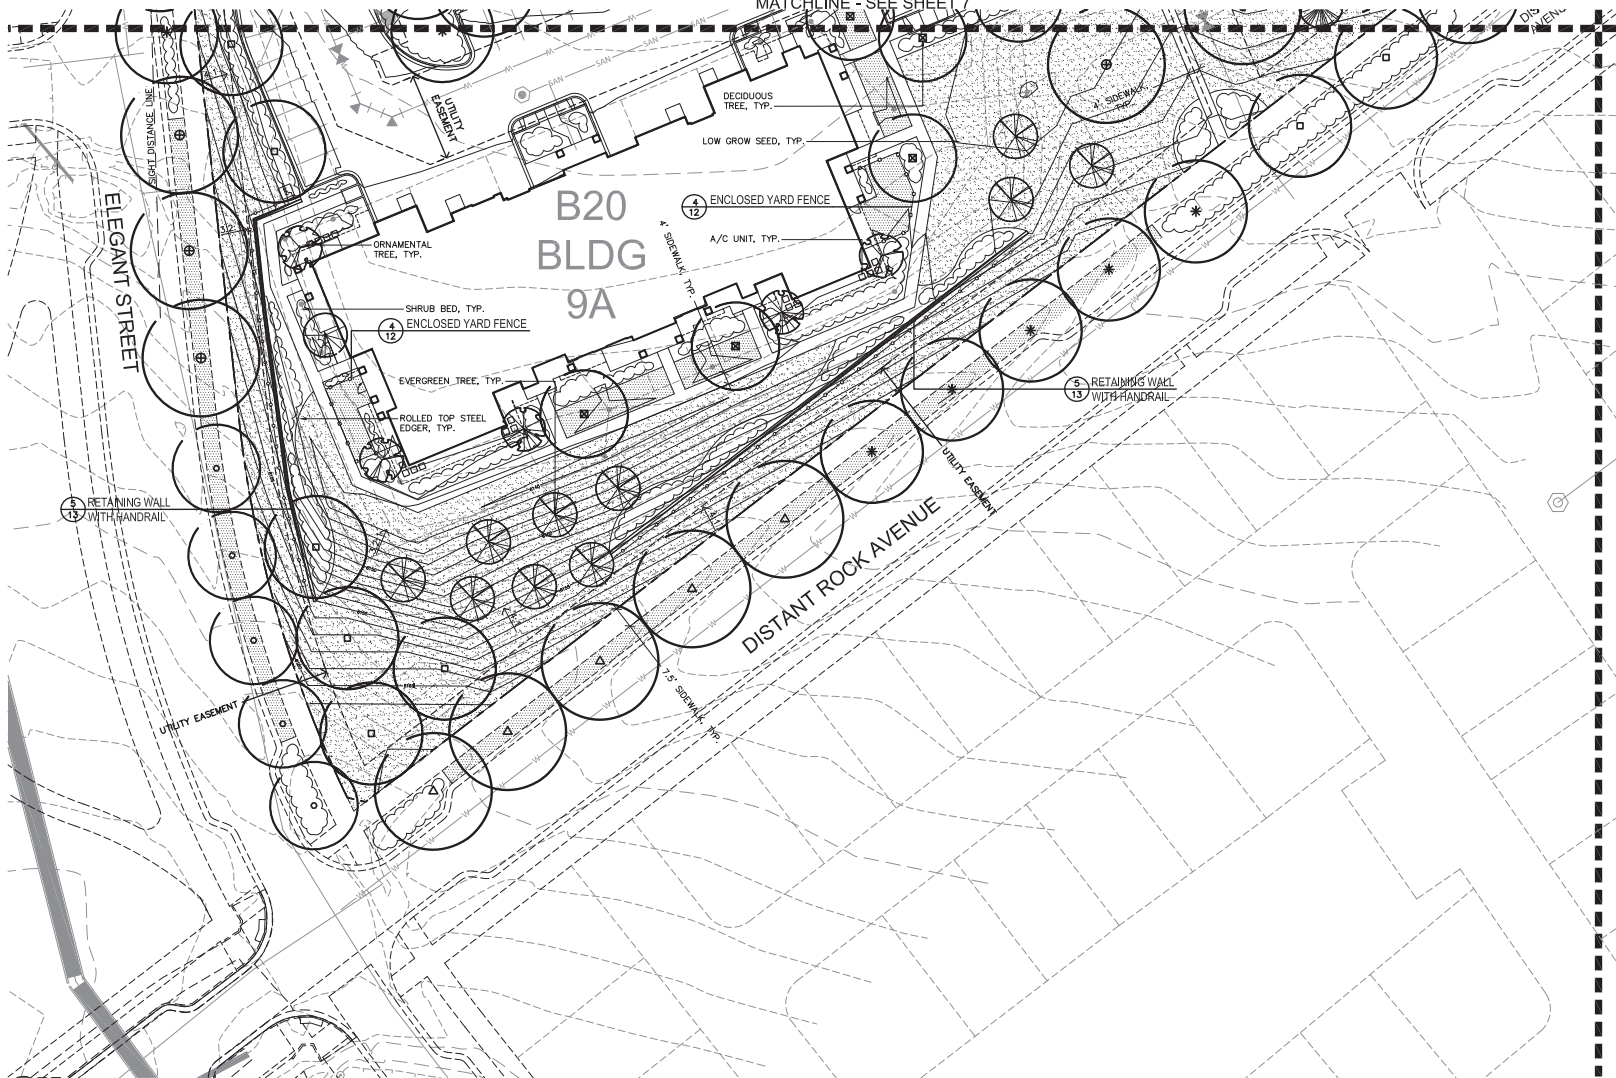 MATCHLINE - SEE SHEET 7
SAN
SAN
SAN
W
W
UTILITY
EASEMENT
SIGHT DISTANCE LINE
ELEGANT STREET
DECIDUOUS
TREE, TYP.
4' SIDEWALK,
TYP.
LOW GROW SEED, TYP.
B20
BLDG
9A
4
12
ENCLOSED YARD FENCE
A/C UNIT, TYP.
4' SIDEWALK, TYP.
ORNAMENTAL
TREE, TYP.
SHRUB BED, TYP.
4
12
ENCLOSED YARD FENCE
EVERGREEN TREE, TYP.
5
13
RETAINING WALL
WITH HANDRAIL
ROLLED TOP STEEL
EDGER, TYP.
UTILITY EASEMENT
5
13
RETAINING WALL
WITH HANDRAIL
DISTANT ROCK AVENUE
7.5' SIDEWALK, TYP.
UTILITY EASEMENT
W
W
W